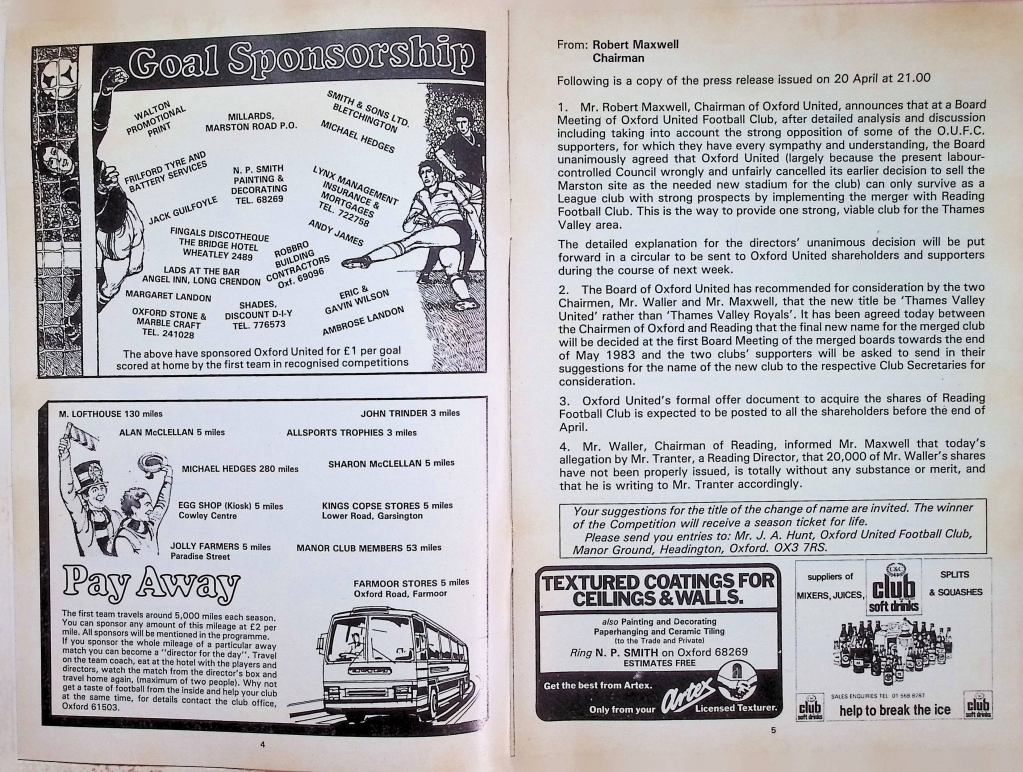 Goal Sponsorship
WALTON
PROMOTIONAL
PRINT
MILLARDS,
MARSTON ROAD P.O.
SMITH & SONS LTD.
BLETCHINGTON
MICHAEL HEDGES
FRILFORD TYRE AND
BATTERY SERVICES
N. P. SMITH
PAINTING &
DECORATING
TEL. 68269
LYNX MANAGEMENT
INSURANCE &
MORTGAGES
TEL. 722758
JACK GUILFOYLE
ANDY JAMES
FINGALS DISCOTHEQUE
THE BRIDGE HOTEL
WHEATLEY 2489
ROBBRO
BUILDING
CONTRACTORS
Oxf. 69096
LADS AT THE BAR
ANGEL INN, LONG CRENDON
MARGARET LANDON
SHADES,
DISCOUNT D-I-Y
TEL. 776573
ERIC &
GAVIN WILSON
OXFORD STONE &
MARBLE CRAFT
TEL. 241028
AMBROSE LANDON
The above have sponsored Oxford United for £1 per goal
scored at home by the first team in recognised competitions
M. LOFTHOUSE 130 miles
JOHN TRINDER 3 miles
ALAN McCLELLAN 5 miles
ALLSPORTS TROPHIES 3 miles
MICHAEL HEDGES 280 miles
SHARON McCLELLAN 5 miles
EGG SHOP (Kiosk) 5 miles
Cowley Centre
KINGS COPSE STORES 5 miles
Lower Road, Garsington
JOLLY FARMERS 5 miles
Paradise Street
MANOR CLUB MEMBERS 53 miles
Pay Away
FARMOOR STORES 5 miles
Oxford Road, Farmoor
The first team travels around 5,000 miles each season.
You can sponsor any amount of this mileage at £2 per
mile. All sponsors will be mentioned in the programme.
If you sponsor the whole mileage of a particular away
match you can become a "director for the day". Travel
on the team coach, eat at the hotel with the players and
directors, watch the match from the director's box and
travel home again, (maximum of two people). Why not
get a taste of football from the inside and help your club
at the same time, for details contact the club office,
Oxford 61503.
4
From: Robert Maxwell
Chairman
Following is a copy of the press release issued on 20 April at 21.00
1. Mr. Robert Maxwell, Chairman of Oxford United, announces that at a Board
Meeting of Oxford United Football Club, after detailed analysis and discussion
including taking into account the strong opposition of some of the O.U.F.C.
supporters, for which they have every sympathy and understanding, the Board
unanimously agreed that Oxford United (largely because the present labour-
controlled Council wrongly and unfairly cancelled its earlier decision to sell the
Marston site as the needed new stadium for the club) can only survive as a
League club with strong prospects by implementing the merger with Reading
Football Club. This is the way to provide one strong, viable club for the Thames
Valley area.
The detailed explanation for the directors' unanimous decision will be put
forward in a circular to be sent to Oxford United shareholders and supporters
during the course of next week.
2. The Board of Oxford United has recommended for consideration by the two
Chairmen, Mr. Waller and Mr. Maxwell, that the new title be 'Thames Valley
United' rather than 'Thames Valley Royals'. It has been agreed today between
the Chairmen of Oxford and Reading that the final new name for the merged club
will be decided at the first Board Meeting of the merged boards towards the end
of May 1983 and the two clubs' supporters will be asked to send in their
suggestions for the name of the new club to the respective Club Secretaries for
consideration.
3. Oxford United's formal offer document to acquire the shares of Reading
Football Club is expected to be posted to all the shareholders before the end of
April.
4. Mr. Waller, Chairman of Reading, informed Mr. Maxwell that today's
allegation by Mr. Tranter, a Reading Director, that 20,000 of Mr. Waller's shares
have not been properly issued, is totally without any substance or merit, and
that he is writing to Mr. Tranter accordingly.
Your suggestions for the title of the change of name are invited. The winner
of the Competition will receive a season ticket for life.
Please send you entries to: Mr. J. A. Hunt, Oxford United Football Club,
Manor Ground, Headington, Oxford. OX3 7RS.
TEXTURED COATINGS FOR
CEILINGS & WALLS.
also Painting and Decorating
Paperhanging and Ceramic Tiling
(to the Trade and Private)
Ring N. P. SMITH on Oxford 68269
ESTIMATES FREE
Get the best from Artex.
Artex
Only from your Licensed Texturer.
suppliers of
MIXERS, JUICES,
C&C
club
soft drinks
SPLITS
& SQUASHES
SALES ENQUIRIES TEL 01 568 8767
club
soft drinks
help to break the ice
club
soft drinks
5